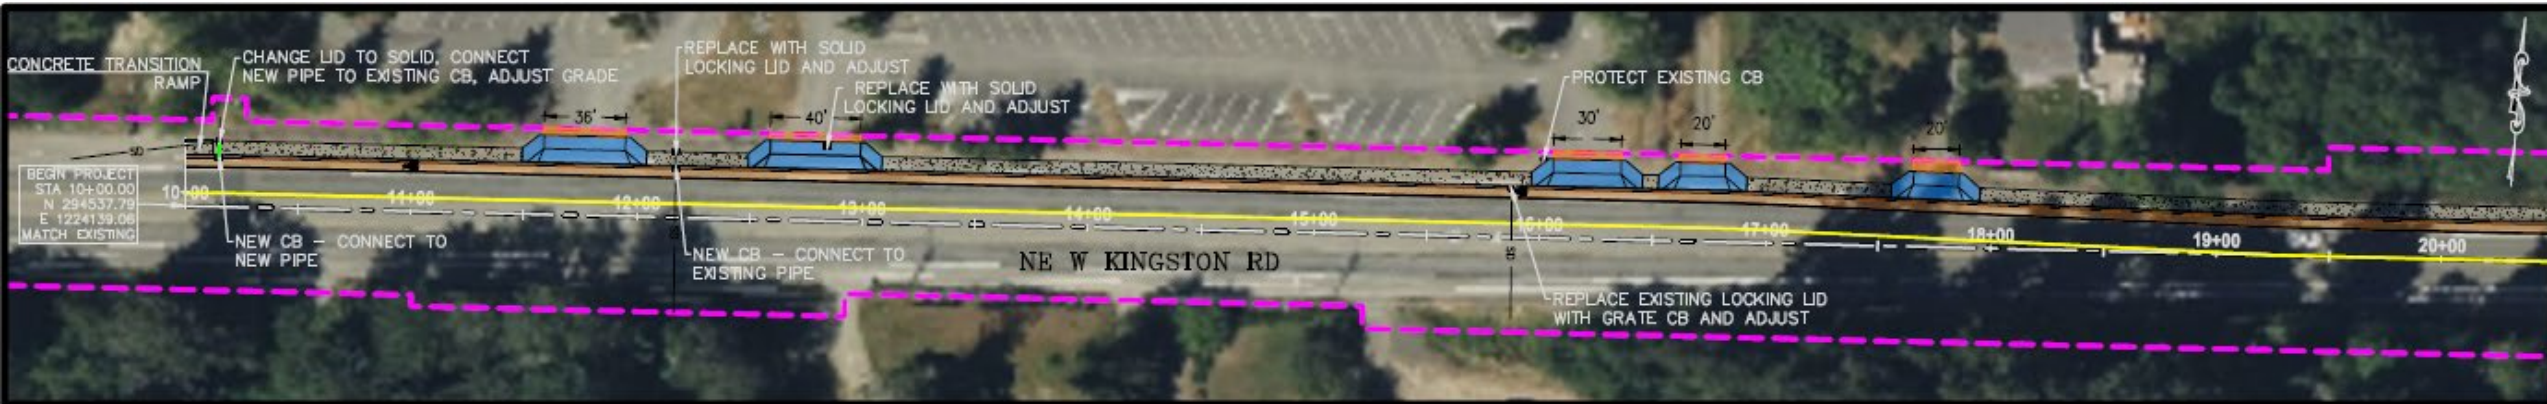 CONCRETE TRANSITION
RAMP
CHANGE LID TO SOLID, CONNECT
NEW PIPE TO EXISTING CB, ADJUST GRADE
REPLACE WITH SOLID
LOCKING LID AND ADJUST
REPLACE WITH SOLID
LOCKING LID AND ADJUST
PROTECT EXISTING CB
36'
40'
30'
20'
20'
SD
BEGIN PROJECT
STA 10+00.00
N 294537.79
E 1224139.06
MATCH EXISTING
10+00
11+00
12+00
13+00
14+00
15+00
16+00
17+00
18+00
19+00
20+00
NEW CB – CONNECT TO
NEW PIPE
NEW CB – CONNECT TO
EXISTING PIPE
NE W KINGSTON RD
REPLACE EXISTING LOCKING LID
WITH GRATE CB AND ADJUST